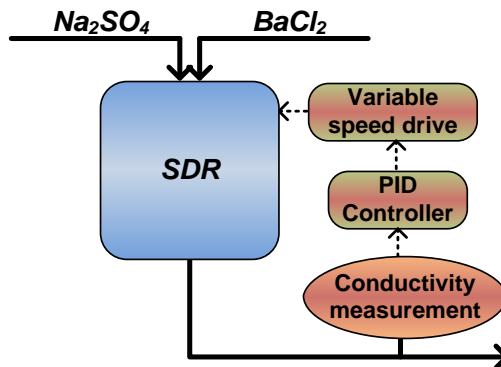 Na₂SO₄
BaCl₂
Variable
speed drive
SDR
PID
Controller
Conductivity
measurement